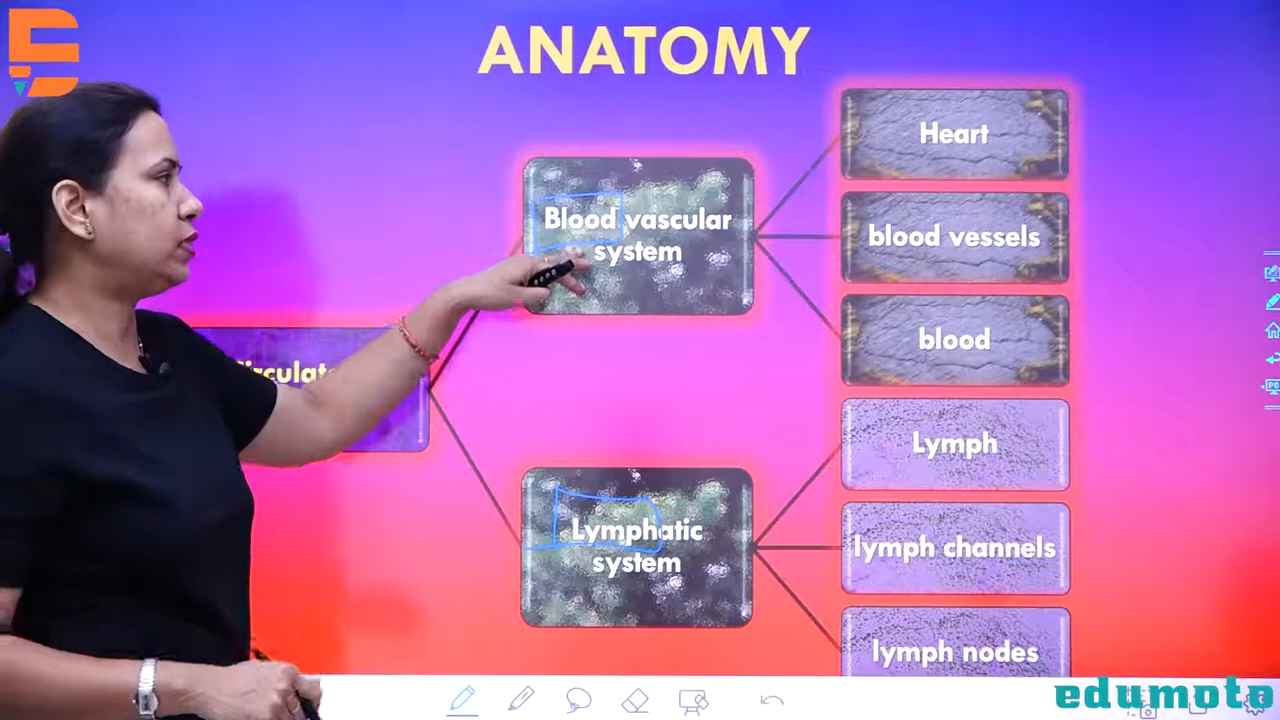 ANATOMY
Heart
Blood vascular
system
blood vessels
blood
Lymph
Lymphatic
system
lymph channels
lymph nodes
edumoto